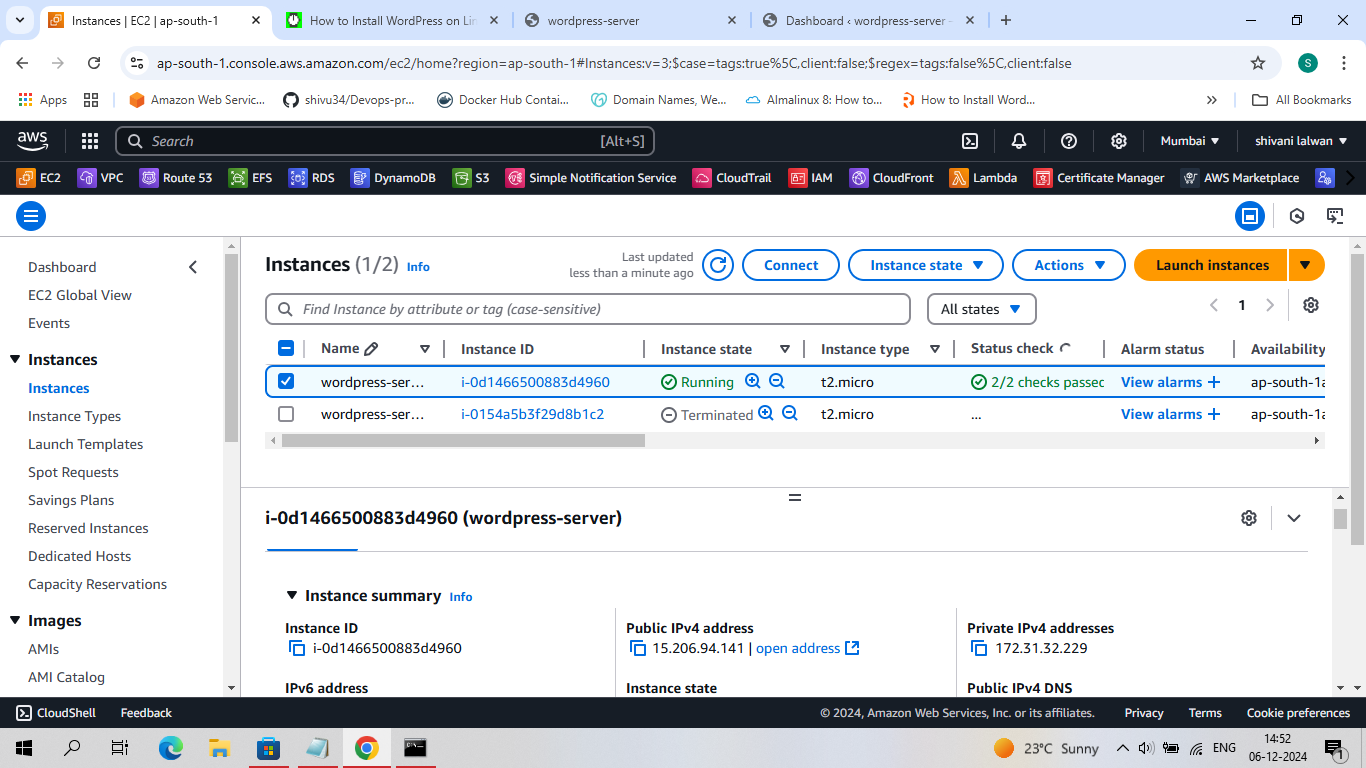 Instances | EC2 | ap-south-1
How to Install WordPress on Lin
wordpress-server
Dashboard ‹ wordpress-server –
ap-south-1.console.aws.amazon.com/ec2/home?region=ap-south-1#Instances:v=3;$case=tags:true%5C,client:false;$regex=tags:false%5C,client:false
S
Apps
Amazon Web Servic...
shivu34/Devops-pr...
Docker Hub Contai...
Domain Names, We...
Almalinux 8: How to...
How to Install Word...
All Bookmarks
aws
Search
[Alt+S]
Mumbai
shivani lalwan
EC2
VPC
Route 53
EFS
RDS
DynamoDB
S3
Simple Notification Service
CloudTrail
IAM
CloudFront
Lambda
Certificate Manager
AWS Marketplace
Dashboard
EC2 Global View
Events
Instances
Instances
Instance Types
Launch Templates
Spot Requests
Savings Plans
Reserved Instances
Dedicated Hosts
Capacity Reservations
Images
AMIs
AMI Catalog
Instances (1/2) Info
Last updated
less than a minute ago
Connect
Instance state
Actions
Launch instances
Find Instance by attribute or tag (case-sensitive)
All states
1
Name
Instance ID
Instance state
Instance type
Status check
Alarm status
Availability
wordpress-ser... i-0d1466500883d4960 Running t2.micro 2/2 checks passec View alarms + ap-south-1a
wordpress-ser... i-0154a5b3f29d8b1c2 Terminated t2.micro ... View alarms + ap-south-1a
i-0d1466500883d4960 (wordpress-server)
Instance summary Info
Instance ID
i-0d1466500883d4960
Public IPv4 address
15.206.94.141 | open address
Private IPv4 addresses
172.31.32.229
IPv6 address
Instance state
Public IPv4 DNS
CloudShell
Feedback
© 2024, Amazon Web Services, Inc. or its affiliates.
Privacy
Terms
Cookie preferences
23°C Sunny
ENG
14:52
06-12-2024
1